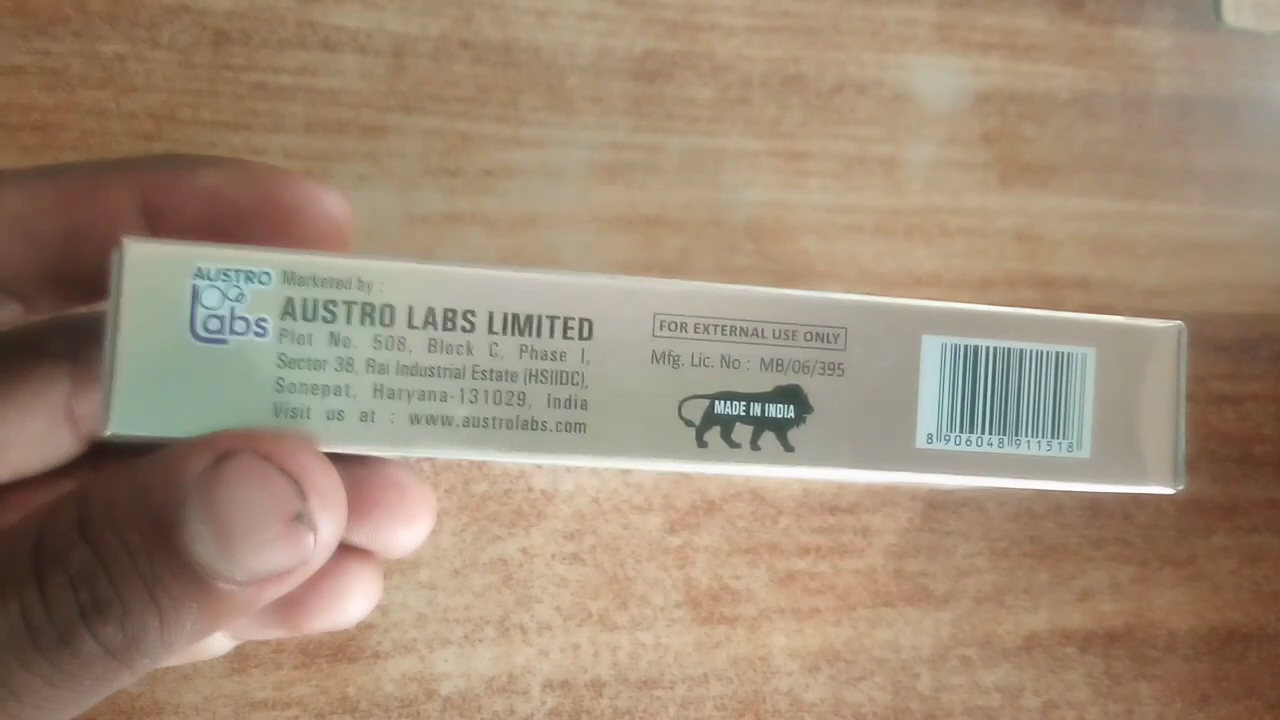 AUSTRO
Labs
Marketed by :
AUSTRO LABS LIMITED
Plot No. 508, Block C, Phase I,
Sector 38, Rai Industrial Estate (HSIIDC),
Sonepat, Haryana-131029, India
Visit us at : www.austrolabs.com
FOR EXTERNAL USE ONLY
Mfg. Lic. No : MB/06/395
MADE IN INDIA
8 906048 911518